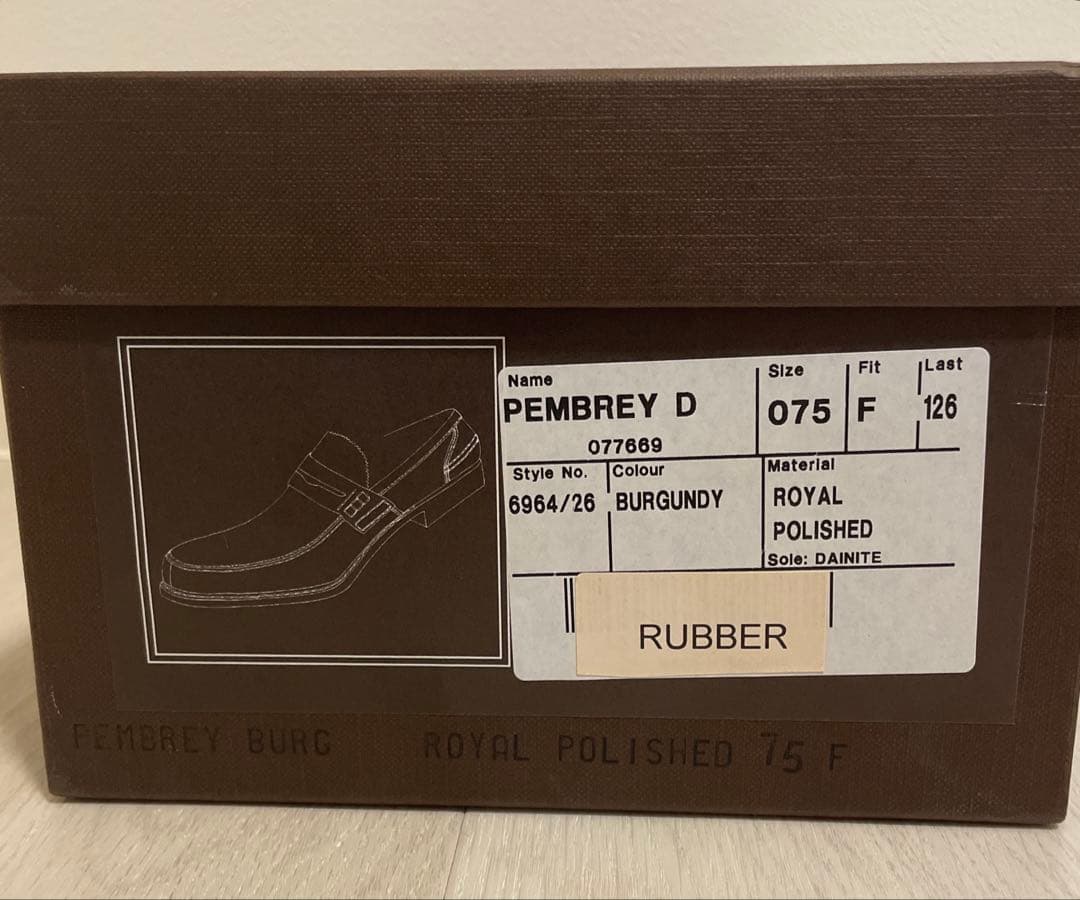 Name
PEMBREY D
077669
Size
075
Fit
F
Last
126
Style No.
6964/26
Colour
BURGUNDY
Material
ROYAL
POLISHED
Sole: DAINITE
RUBBER
PEMBREY BURG ROYAL POLISHED 75 F